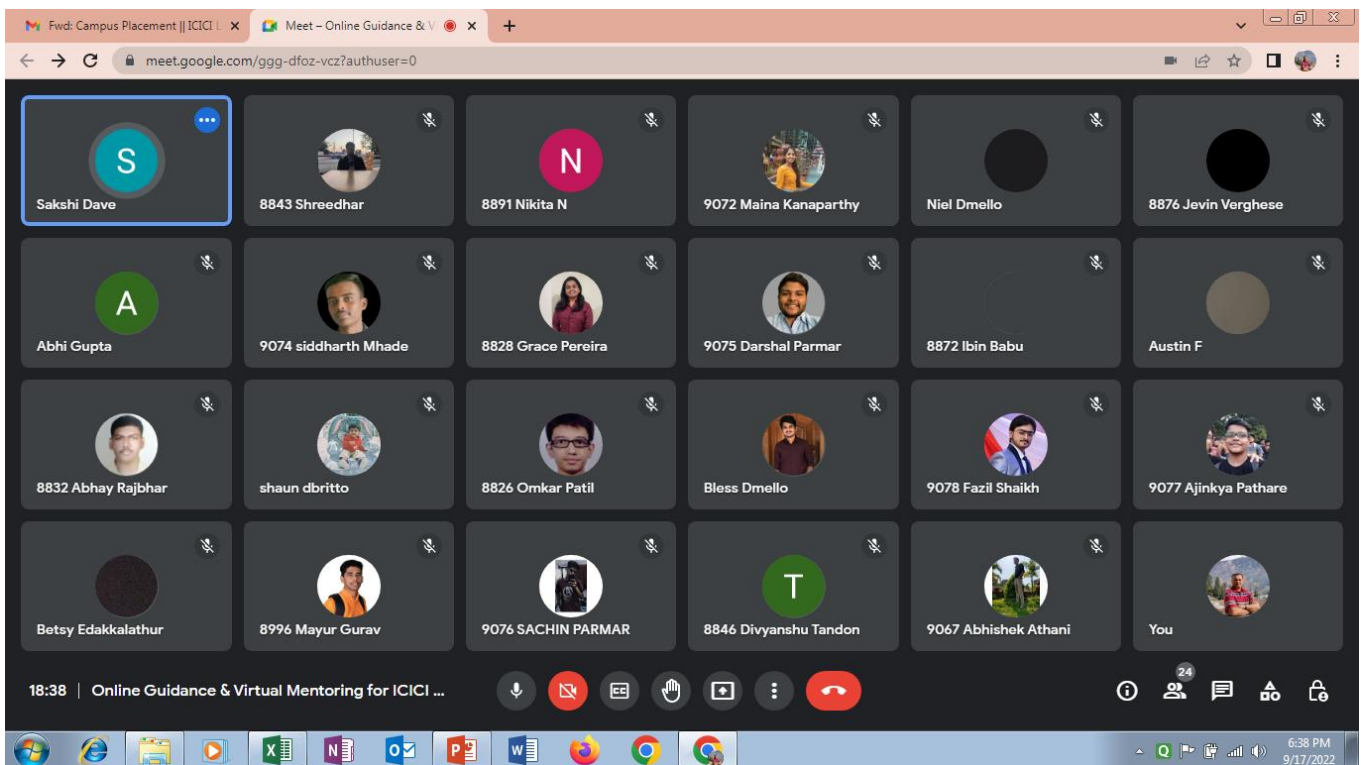 Fwd: Campus Placement || ICICI L
Meet – Online Guidance & V
meet.google.com/ggg-dfoz-vcz?authuser=0
S
N
Sakshi Dave
8843 Shreedhar
8891 Nikita N
9072 Maina Kanaparthy
Niel Dmello
8876 Jevin Verghese
A
Abhi Gupta
9074 siddharth Mhade
8828 Grace Pereira
9075 Darshal Parmar
8872 Ibin Babu
Austin F
8832 Abhay Rajbhar
shaun dbritto
8826 Omkar Patil
Bless Dmello
9078 Fazil Shaikh
9077 Ajinkya Pathare
T
Betsy Edakkalathur
8996 Mayur Gurav
9076 SACHIN PARMAR
8846 Divyanshu Tandon
9067 Abhishek Athani
You
24
18:38 | Online Guidance & Virtual Mentoring for ICICI ...
CC
6:38 PM
9/17/2022